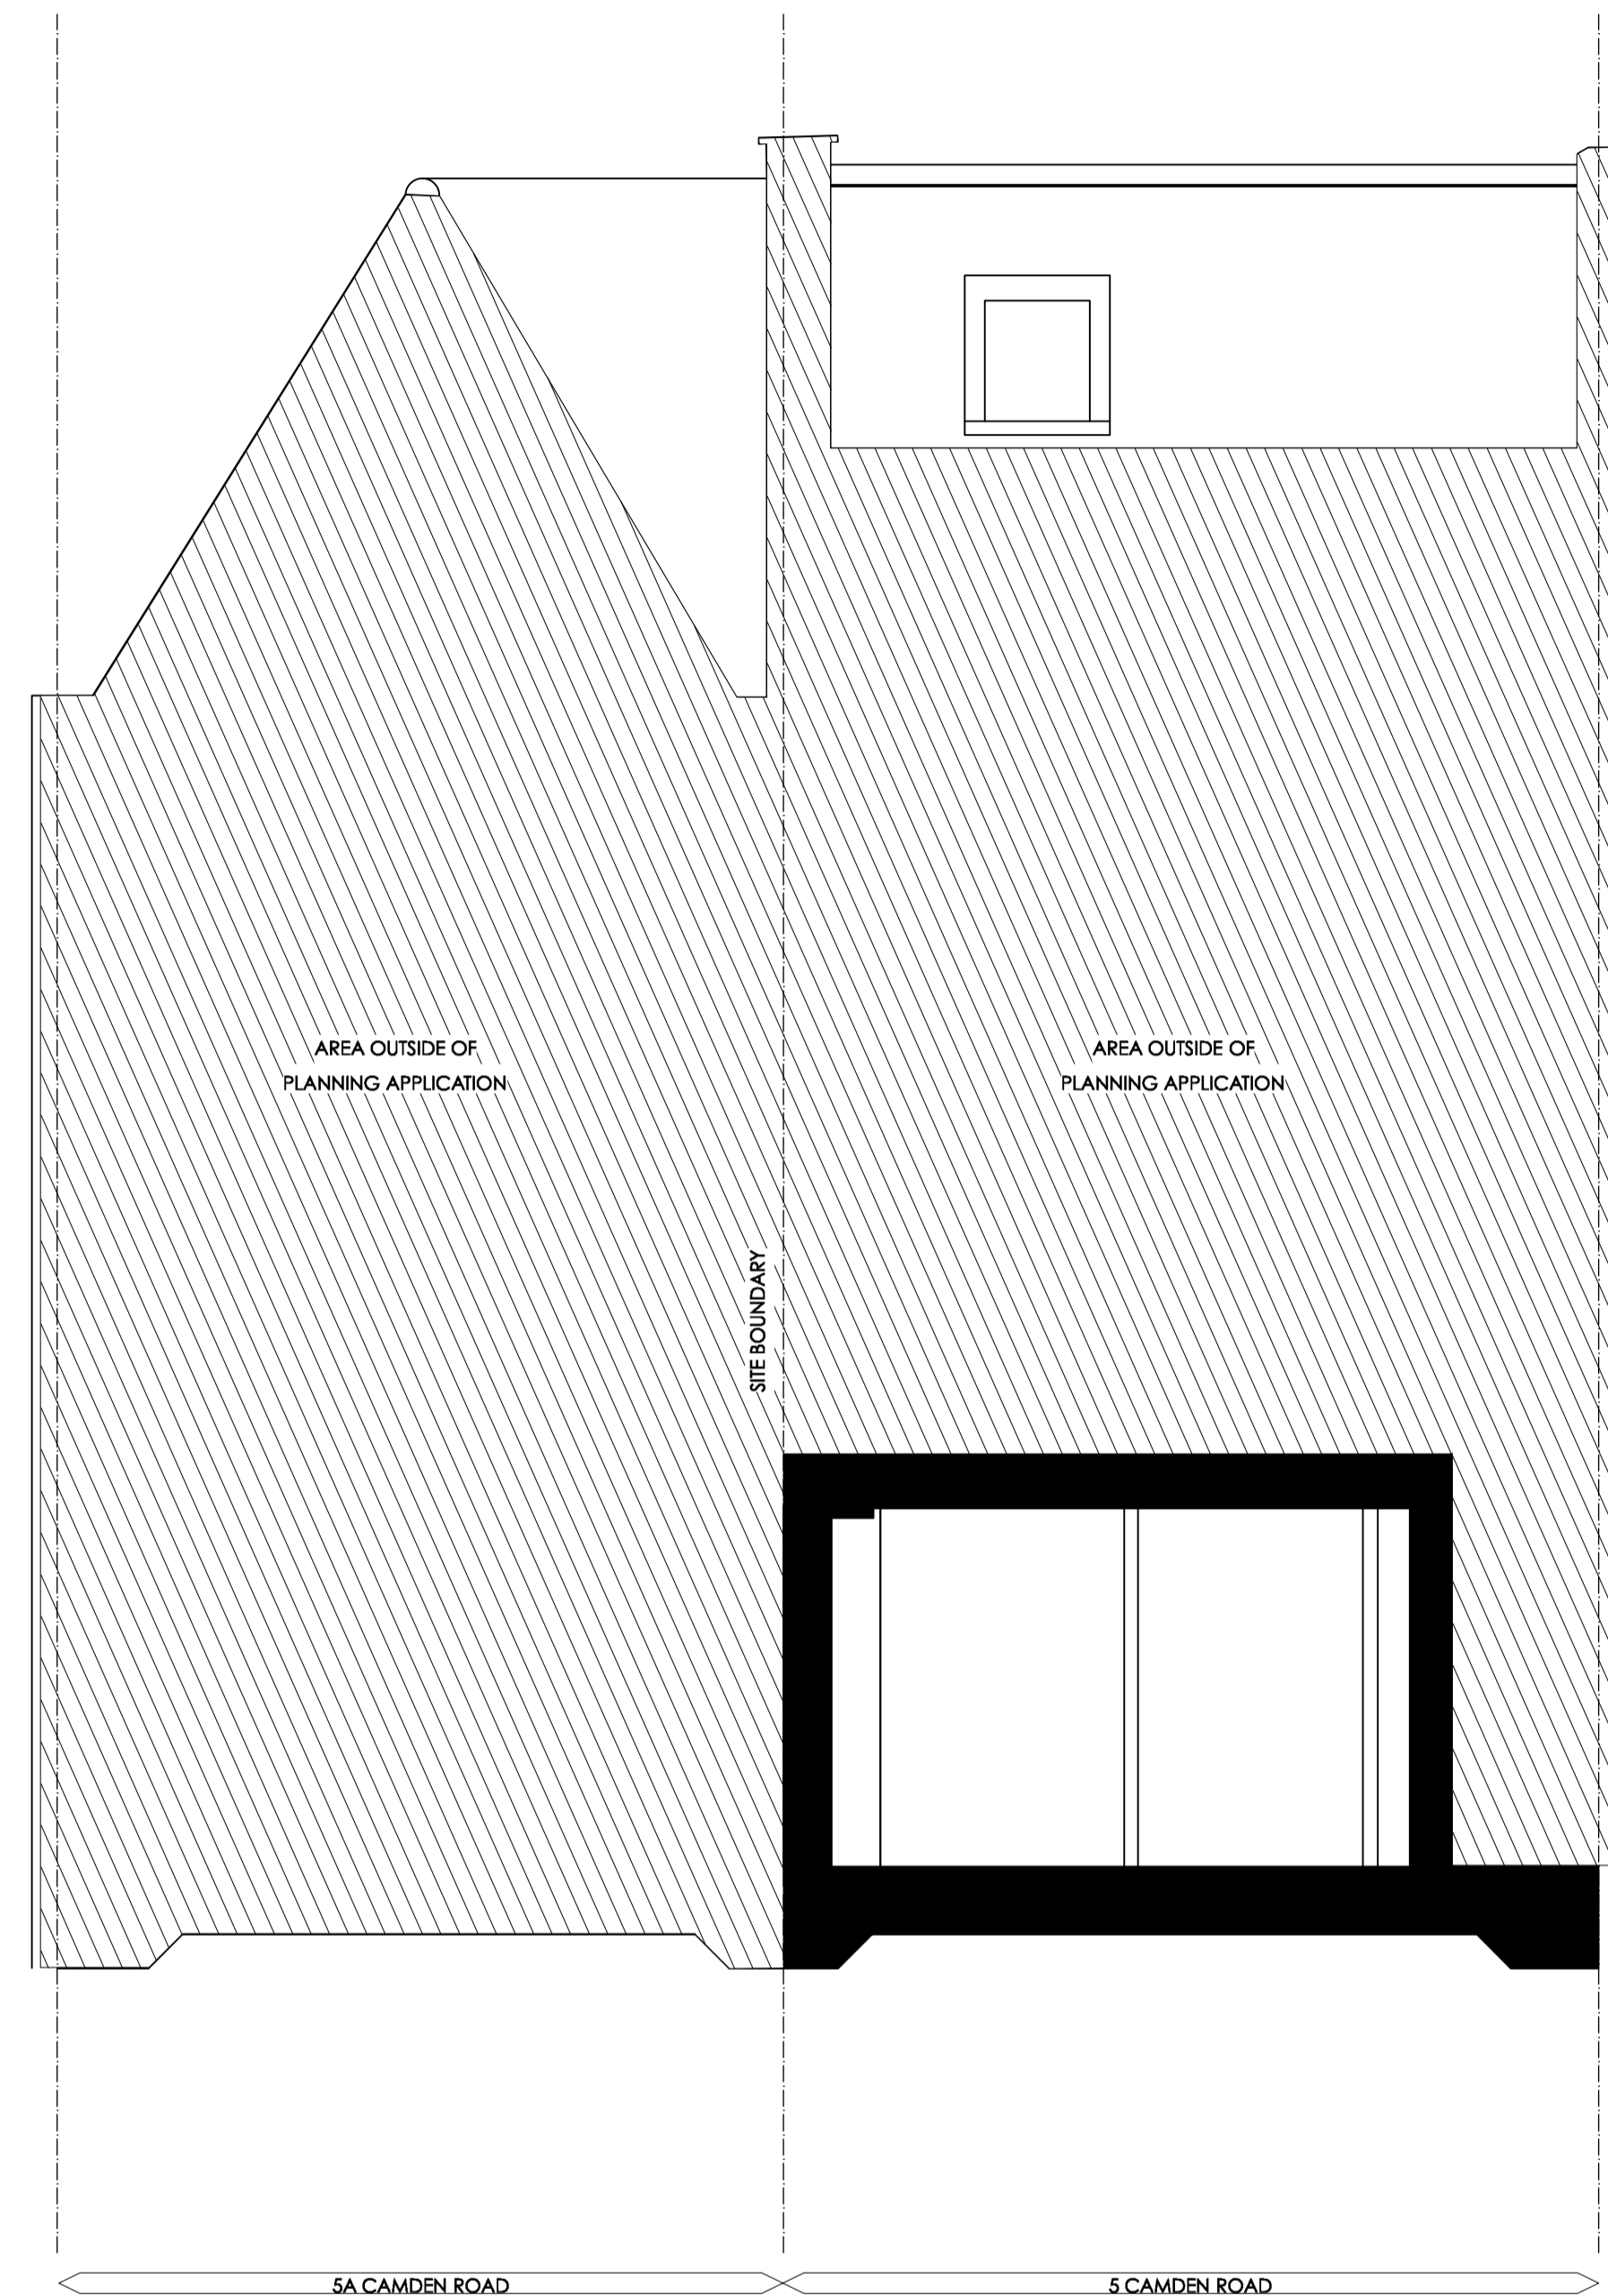 AREA OUTSIDE OF
PLANNING APPLICATION
AREA OUTSIDE OF
PLANNING APPLICATION
SITE BOUNDARY
5A CAMDEN ROAD
5 CAMDEN ROAD